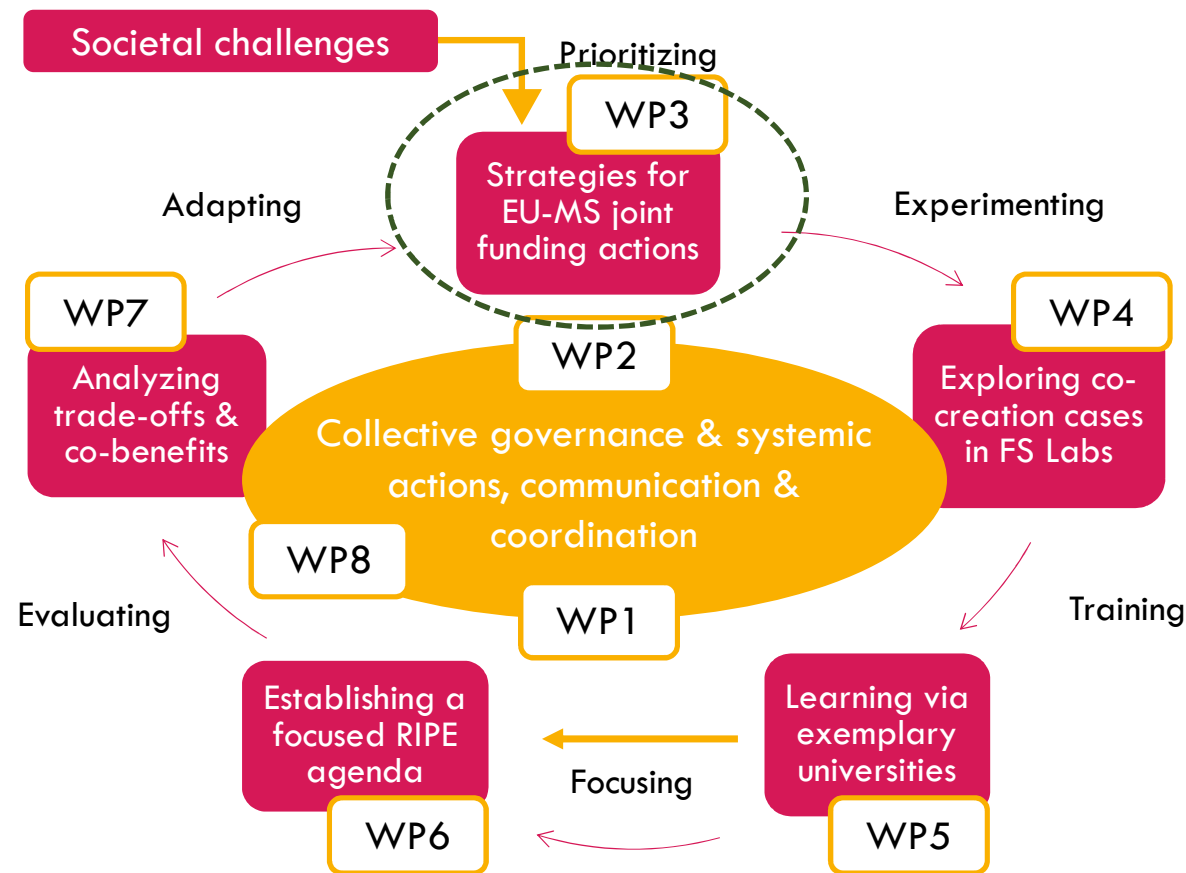 Societal challenges
Prioritizing
WP3
Strategies for
EU-MS joint
funding actions
Adapting
Experimenting
WP7
Analyzing
trade-offs &
co-benefits
WP2
WP4
Exploring co-
creation cases
in FS Labs
Collective governance & systemic
actions, communication &
coordination
WP8
WP1
Evaluating
Training
Establishing a
focused RIPE
agenda
WP6
Focusing
Learning via
exemplary
universities
WP5